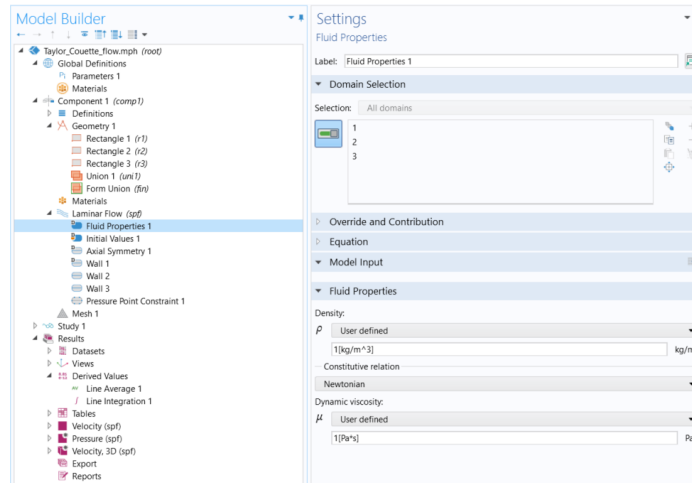 Model Builder
Taylor_Couette_flow.mph (root)
Global Definitions
Pi Parameters 1
Materials
Component 1 (comp1)
Definitions
Geometry 1
Rectangle 1 (r1)
Rectangle 2 (r2)
Rectangle 3 (r3)
Union 1 (uni1)
Form Union (fin)
Materials
Laminar Flow (spf)
Fluid Properties 1
Initial Values 1
Axial Symmetry 1
Wall 1
Wall 2
Wall 3
Pressure Point Constraint 1
Mesh 1
Study 1
Results
Datasets
Views
Derived Values
Line Average 1
Line Integration 1
Tables
Velocity (spf)
Pressure (spf)
Velocity, 3D (spf)
Export
Reports
Settings
Fluid Properties
Label: Fluid Properties 1
Domain Selection
Selection: All domains
1
2
3
Override and Contribution
Equation
Model Input
Fluid Properties
Density:
ρ User defined
1[kg/m^3] kg/m
Constitutive relation
Newtonian
Dynamic viscosity:
μ User defined
1[Pa*s] Pa